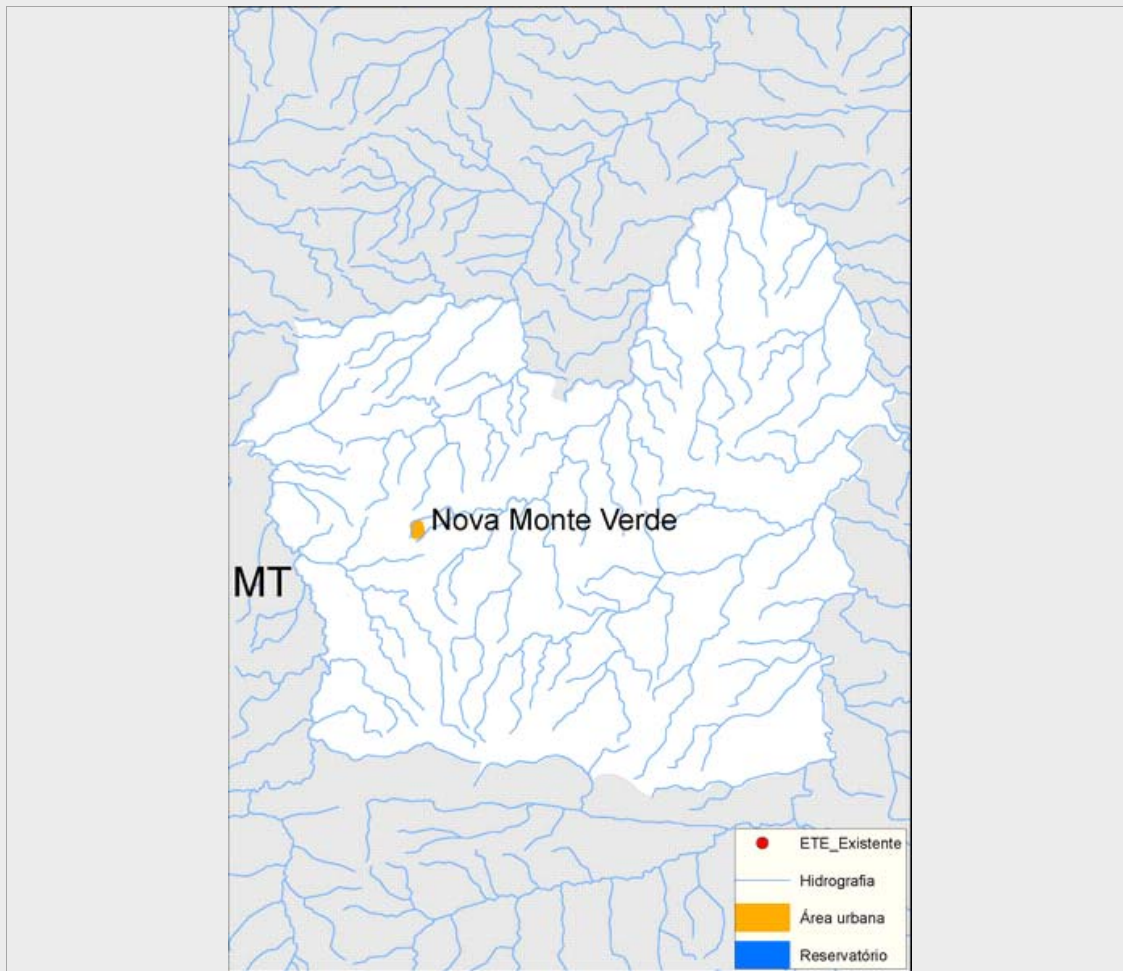 Nova Monte Verde
MT
ETE_Existente
Hidrografia
Área urbana
Reservatório